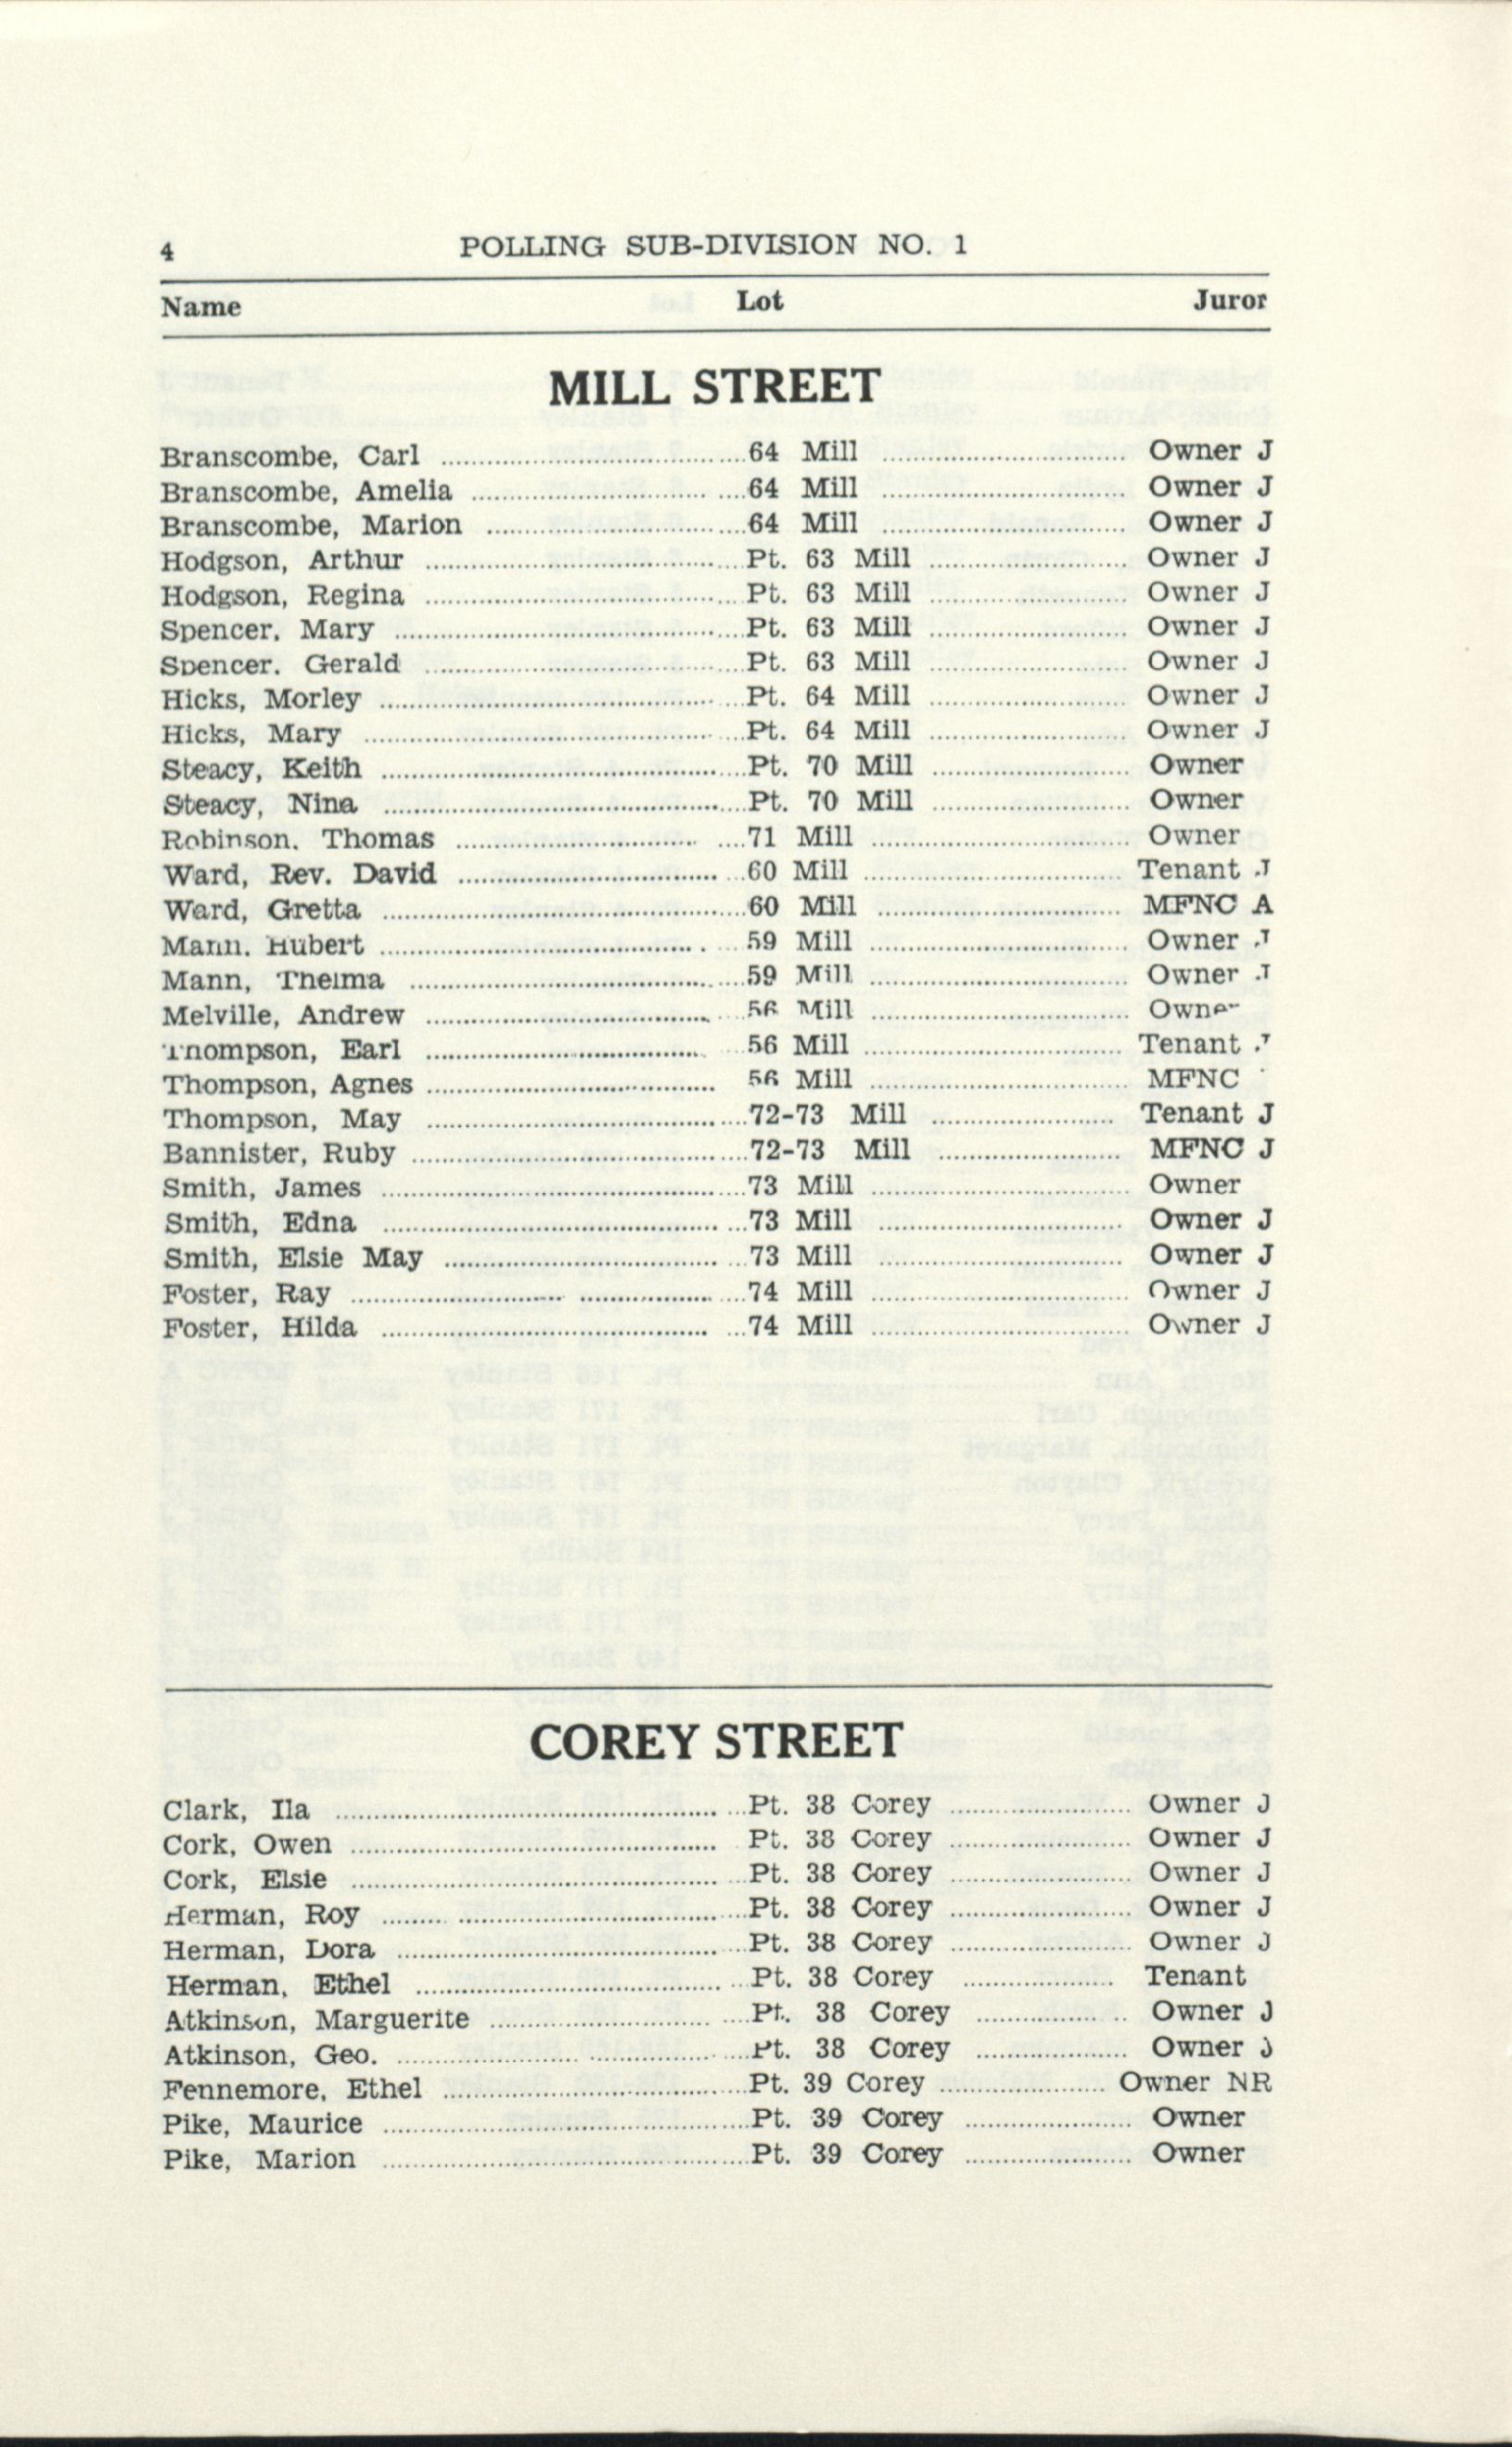 4 POLLING SUB-DIVISION NO. 1
Name Lot Juror
MILL STREET
Branscombe, Carl 64 Mill Owner J
Branscombe, Amelia 64 Mill Owner J
Branscombe, Marion 64 Mill Owner J
Hodgson, Arthur Pt. 63 Mill Owner J
Hodgson, Regina Pt. 63 Mill Owner J
Spencer, Mary Pt. 63 Mill Owner J
Spencer, Gerald Pt. 63 Mill Owner J
Hicks, Morley Pt. 64 Mill Owner J
Hicks, Mary Pt. 64 Mill Owner J
Steacy, Keith Pt. 70 Mill Owner
Steacy, Nina Pt. 70 Mill Owner
Robinson, Thomas 71 Mill Owner
Ward, Rev. David 60 Mill Tenant J
Ward, Gretta 60 Mill MFNC A
Mann, Hubert 59 Mill Owner J
Mann, Thelma 59 Mill Owner J
Melville, Andrew 56 Mill Owner
Thompson, Earl 56 Mill Tenant J
Thompson, Agnes 56 Mill MFNC
Thompson, May 72-73 Mill Tenant J
Bannister, Ruby 72-73 Mill MFNC J
Smith, James 73 Mill Owner
Smith, Edna 73 Mill Owner J
Smith, Elsie May 73 Mill Owner J
Foster, Ray 74 Mill Owner J
Foster, Hilda 74 Mill Owner J
COREY STREET
Clark, Ila Pt. 38 Corey Owner J
Cork, Owen Pt. 38 Corey Owner J
Cork, Elsie Pt. 38 Corey Owner J
Herman, Roy Pt. 38 Corey Owner J
Herman, Dora Pt. 38 Corey Owner J
Herman, Ethel Pt. 38 Corey Tenant
Atkinson, Marguerite Pt. 38 Corey Owner J
Atkinson, Geo. Pt. 38 Corey Owner J
Fennemore, Ethel Pt. 39 Corey Owner NR
Pike, Maurice Pt. 39 Corey Owner
Pike, Marion Pt. 39 Corey Owner